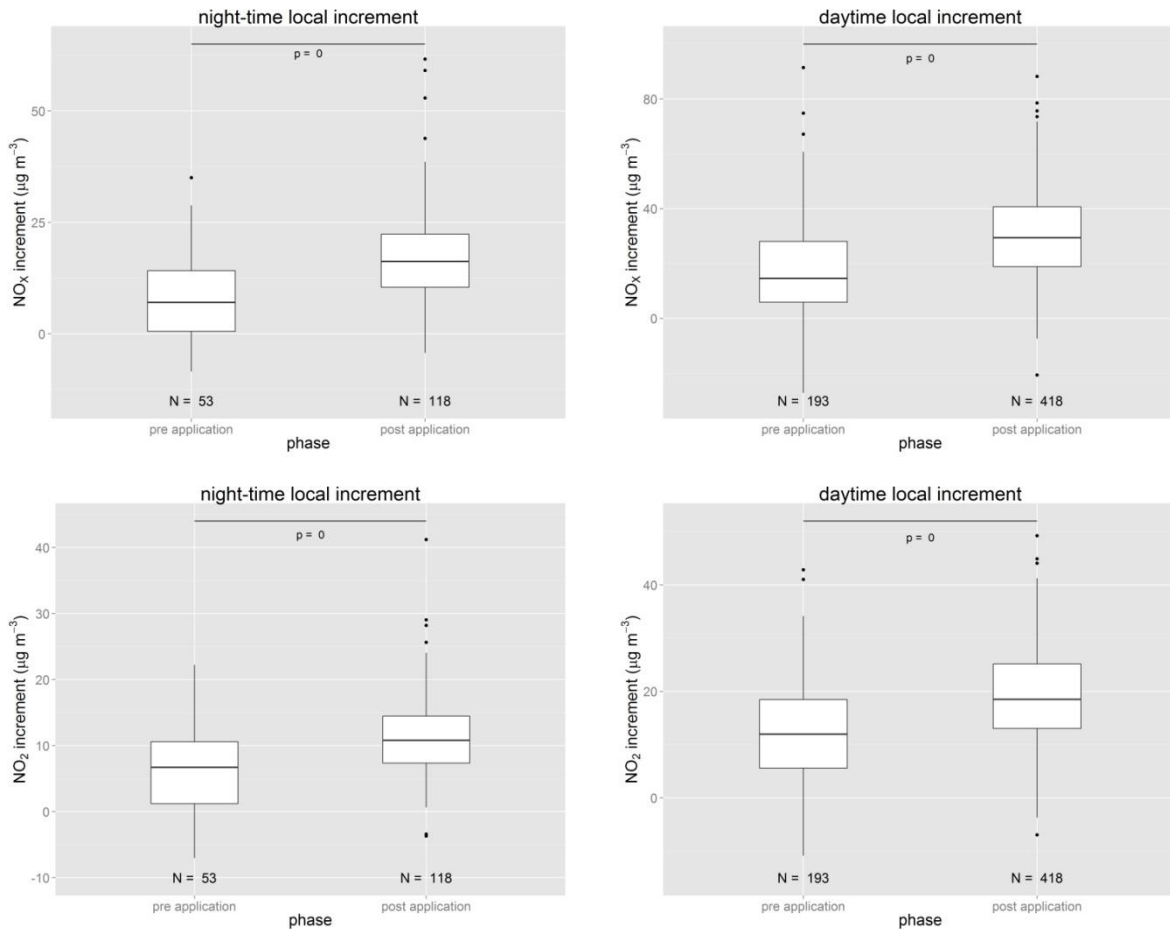 night-time local increment
p = 0
50
25
0
NOX increment (µg m−3)
N = 53
N = 118
pre application
post application
phase
daytime local increment
p = 0
80
40
0
NOX increment (µg m−3)
N = 193
N = 418
pre application
post application
phase
night-time local increment
p = 0
40
30
20
10
0
-10
NO2 increment (µg m−3)
N = 53
N = 118
pre application
post application
phase
daytime local increment
p = 0
40
20
0
NO2 increment (µg m−3)
N = 193
N = 418
pre application
post application
phase